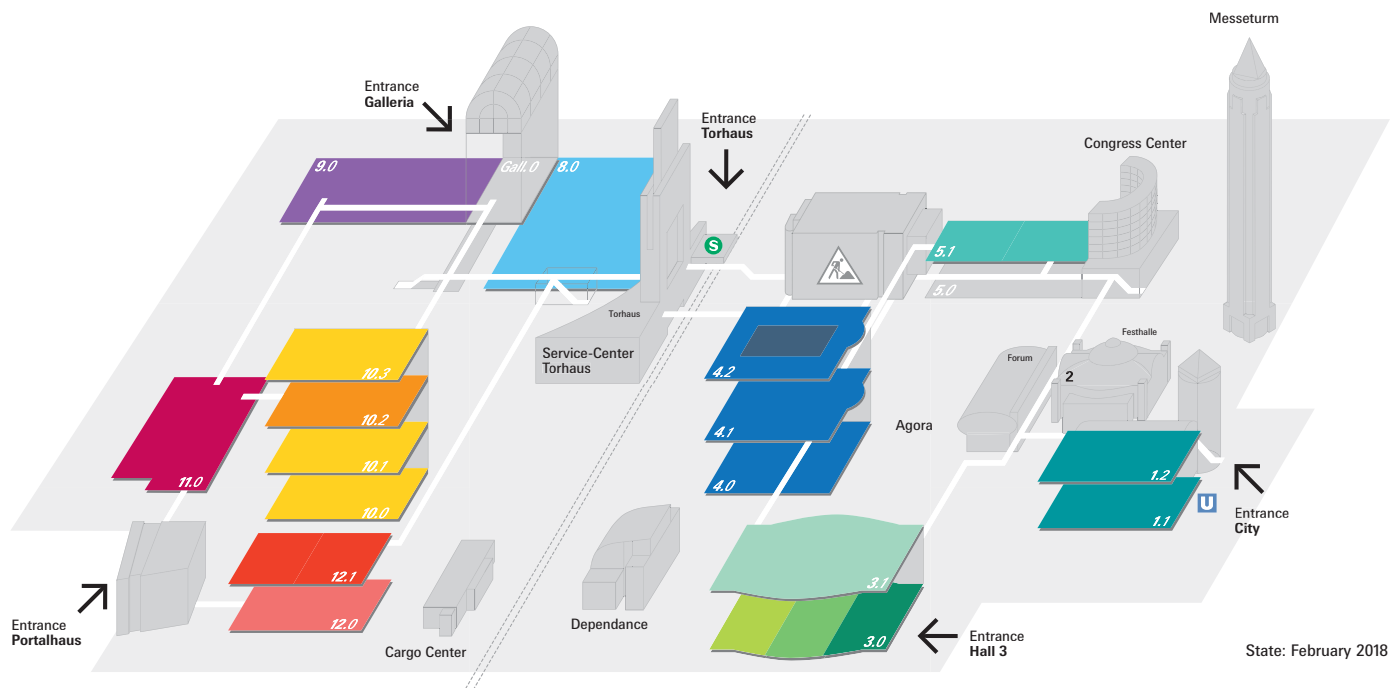 Messeturm
Entrance
Galleria
Entrance
Torhaus
Congress Center
9.0
Gall.0
8.0
S
5.1
5.0
Torhaus
Service-Center
Torhaus
4.2
4.1
4.0
Agora
Forum
Festhalle
2
10.3
10.2
10.1
10.0
11.0
1.2
1.1
U
Entrance
City
12.1
12.0
Entrance
Portalhaus
Cargo Center
Dependance
3.1
3.0
Entrance
Hall 3
State: February 2018